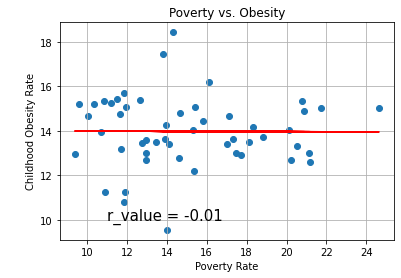 Poverty vs. Obesity
Childhood Obesity Rate
18
16
14
12
10
r_value = -0.01
10 12 14 16 18 20 22 24
Poverty Rate